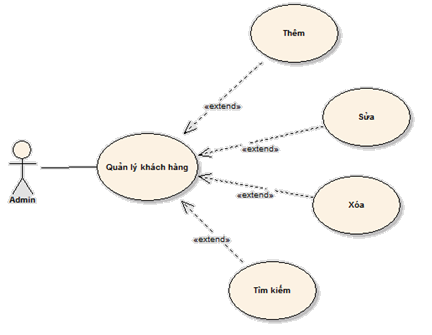 Thêm
«extend»
Sửa
«extend»
Quản lý khách hàng
Admin
«extend»
Xóa
«extend»
Tìm kiếm